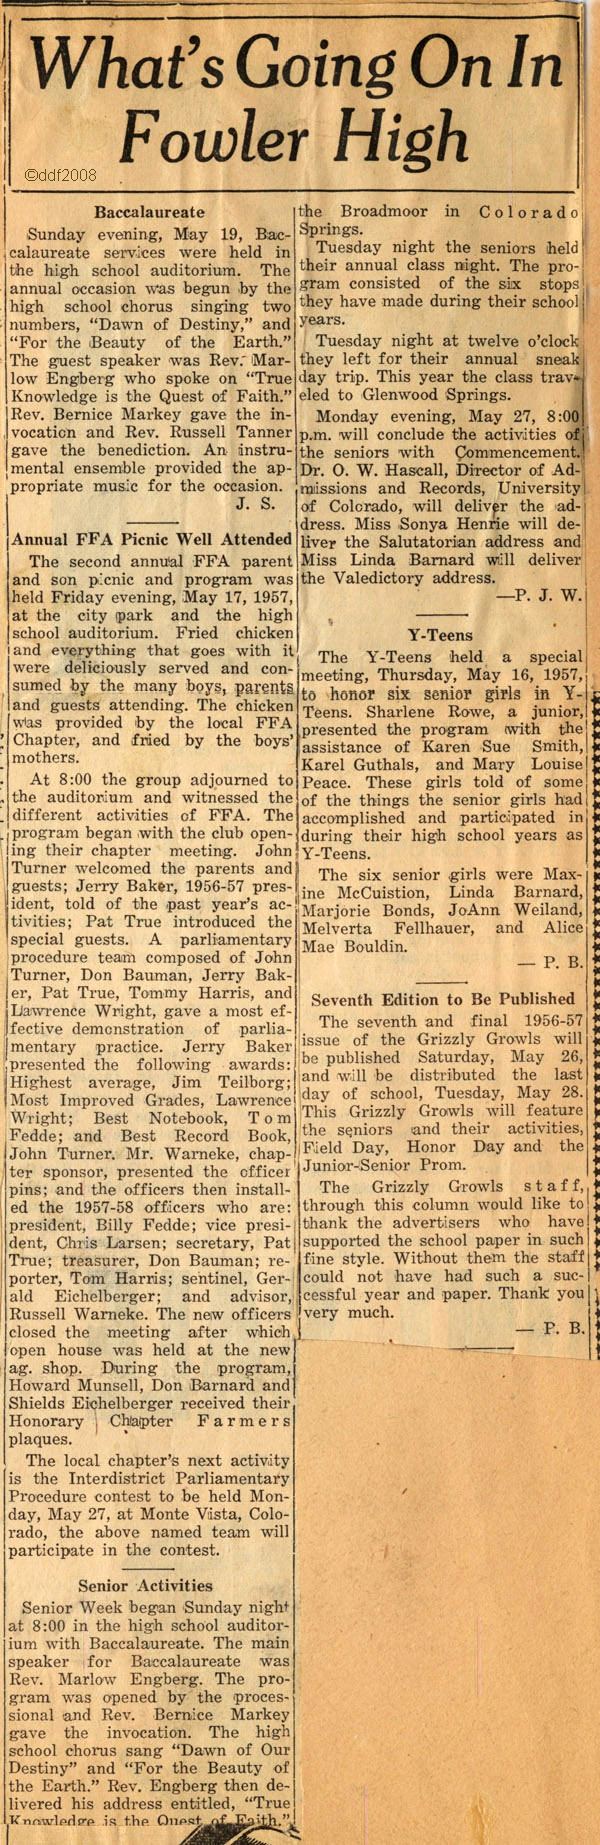 What's Going On In
Fowler High
©ddf2008
Baccalaureate
Sunday evening, May 19, Bac-
calaureate services were held in
the high school auditorium. The
annual occasion was begun by the
high school chorus singing two
numbers, "Dawn of Destiny," and
"For the Beauty of the Earth."
The guest speaker was Rev. Mar-
low Engberg who spoke on "True
Knowledge is the Quest of Faith."
Rev. Bernice Markey gave the in-
vocation and Rev. Russell Tanner
gave the benediction. An instru-
mental ensemble provided the ap-
propriate music for the occasion.
J. S.
Annual FFA Picnic Well Attended
The second annual FFA parent
and son picnic and program was
held Friday evening, May 17, 1957,
at the city park and the high
school auditorium. Fried chicken
and everything that goes with it
were deliciously served and con-
sumed by the many boys, parents
and guests attending. The chicken
was provided by the local FFA
Chapter, and fried by the boys'
mothers.
At 8:00 the group adjourned to
the auditorium and witnessed the
different activities of FFA. The
program began with the club open-
ing their chapter meeting. John
Turner welcomed the parents and
guests; Jerry Baker, 1956-57 pres-
ident, told of the past year's ac-
tivities; Pat True introduced the
special guests. A parliamentary
procedure team composed of John
Turner, Don Bauman, Jerry Bak-
er, Pat True, Tommy Harris, and
Lawrence Wright, gave a most ef-
fective demonstration of parlia-
mentary practice. Jerry Baker
presented the following awards:
Highest average, Jim Teilborg;
Most Improved Grades, Lawrence
Wright; Best Notebook, Tom
Fedde; and Best Record Book,
John Turner. Mr. Warneke, chap-
ter sponsor, presented the officer
pins; and the officers then install-
ed the 1957-58 officers who are:
president, Billy Fedde; vice presi-
dent, Chris Larsen; secretary, Pat
True; treasurer, Don Bauman; re-
porter, Tom Harris; sentinel, Ger-
ald Eichelberger; and advisor,
Russell Warneke. The new officers
closed the meeting after which
open house was held at the new
ag. shop. During the program,
Howard Munsell, Don Barnard and
Shields Eichelberger received their
Honorary Chapter Farmers
plaques.
The local chapter's next activity
is the Interdistrict Parliamentary
Procedure contest to be held Mon-
day, May 27, at Monte Vista, Colo-
rado, the above named team will
participate in the contest.
Senior Activities
Senior Week began Sunday night
at 8:00 in the high school auditor-
ium with Baccalaureate. The main
speaker for Baccalaureate was
Rev. Marlow Engberg. The pro-
gram was opened by the proces-
sional and Rev. Bernice Markey
gave the invocation. The high
school chorus sang "Dawn of Our
Destiny" and "For the Beauty of
the Earth." Rev. Engberg then de-
livered his address entitled, "True
Knowledge is the Quest of Faith."
the Broadmoor in Colorado
Springs.
Tuesday night the seniors held
their annual class night. The pro-
gram consisted of the six stops
they have made during their school
years.
Tuesday night at twelve o'clock
they left for their annual sneak
day trip. This year the class trav-
eled to Glenwood Springs.
Monday evening, May 27, 8:00
p.m. will conclude the activities of
the seniors with Commencement.
Dr. O. W. Hascall, Director of Ad-
missions and Records, University
of Colorado, will deliver the ad-
dress. Miss Sonya Henrie will de-
liver the Salutatorian address and
Miss Linda Barnard will deliver
the Valedictory address.
—P. J. W.
Y-Teens
The Y-Teens held a special
meeting, Thursday, May 16, 1957,
to honor six senior girls in Y-
Teens. Sharlene Rowe, a junior,
presented the program with the
assistance of Karen Sue Smith,
Karel Guthals, and Mary Louise
Peace. These girls told of some
of the things the senior girls had
accomplished and participated in
during their high school years as
Y-Teens.
The six senior girls were Max-
ine McCuistion, Linda Barnard,
Marjorie Bonds, JoAnn Weiland,
Melverta Fellhauer, and Alice
Mae Bouldin.
— P. B.
Seventh Edition to Be Published
The seventh and final 1956-57
issue of the Grizzly Growls will
be published Saturday, May 26,
and will be distributed the last
day of school, Tuesday, May 28.
This Grizzly Growls will feature
the seniors and their activities,
Field Day, Honor Day and the
Junior-Senior Prom.
The Grizzly Growls staff,
through this column would like to
thank the advertisers who have
supported the school paper in such
fine style. Without them the staff
could not have had such a suc-
cessful year and paper. Thank you
very much.
— P. B.